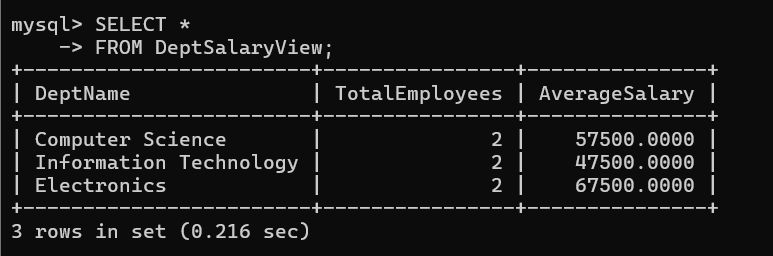 mysql> SELECT *
    -> FROM DeptSalaryView;
+------------------------+----------------+---------------+
| DeptName               | TotalEmployees | AverageSalary |
+------------------------+----------------+---------------+
| Computer Science       |              2 |    57500.0000 |
| Information Technology |              2 |    47500.0000 |
| Electronics            |              2 |    67500.0000 |
+------------------------+----------------+---------------+
3 rows in set (0.216 sec)